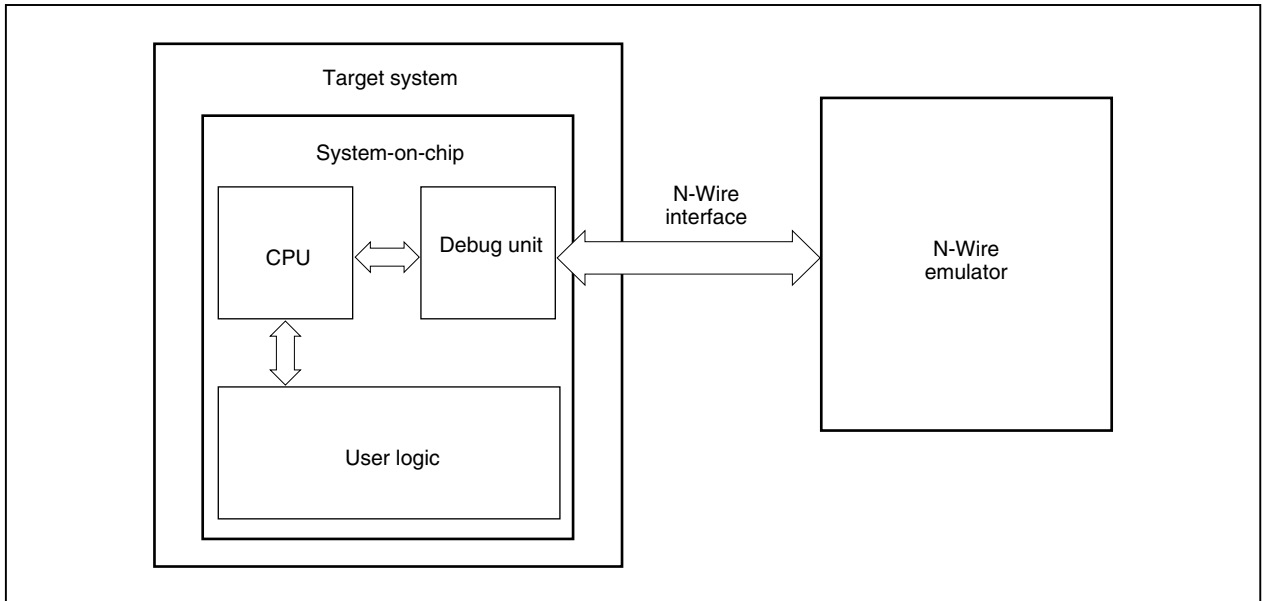 Target system
System-on-chip
CPU
Debug unit
User logic
N-Wire
interface
N-Wire
emulator